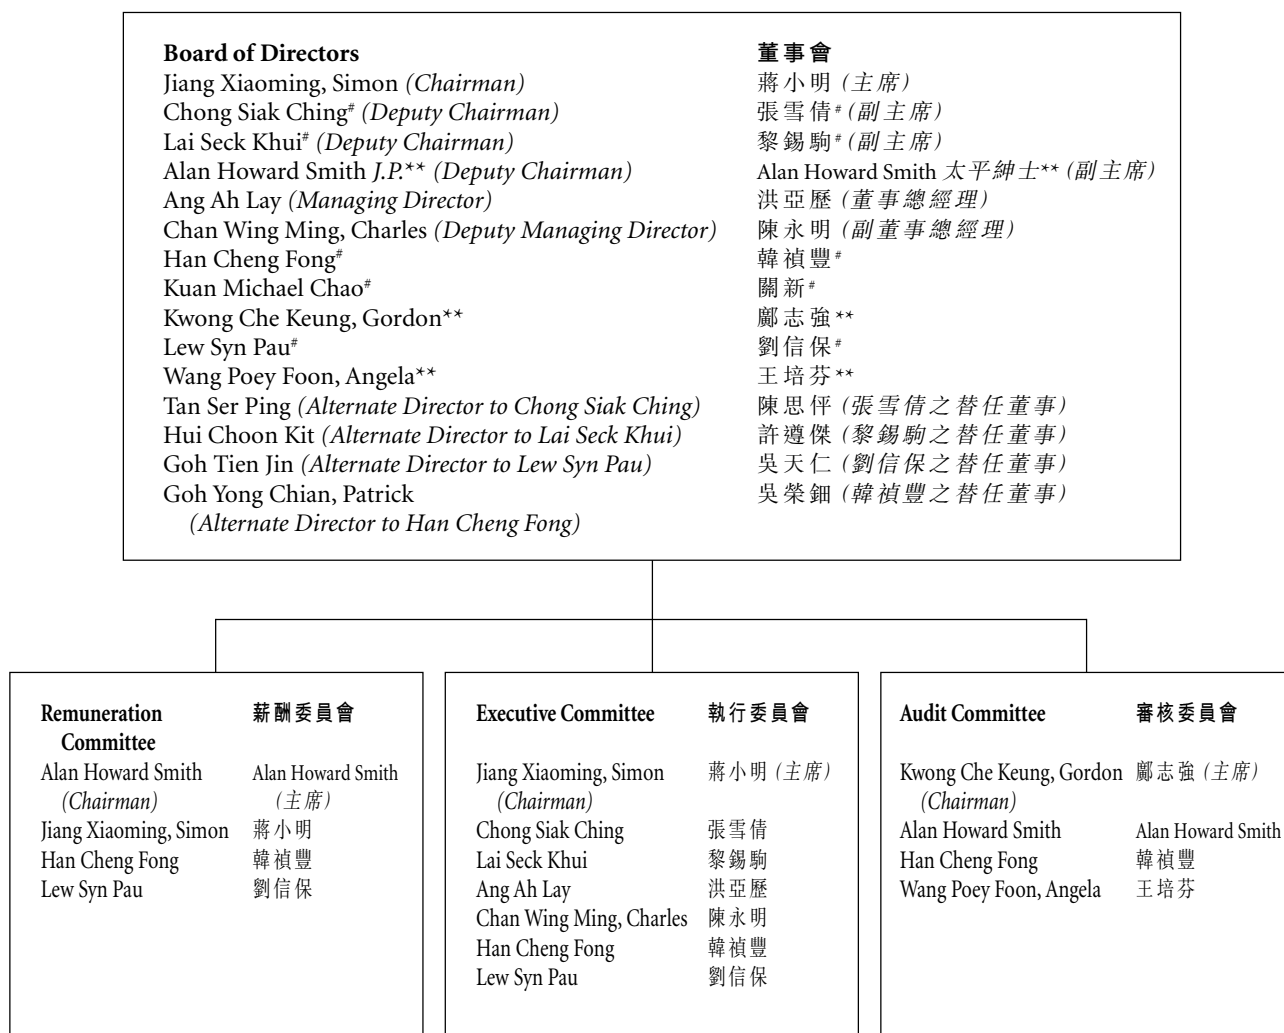 Board of Directors 董事會
Jiang Xiaoming, Simon (Chairman) 蔣小明 (主席)
Chong Siak Ching# (Deputy Chairman) 張雪倩# (副主席)
Lai Seck Khui# (Deputy Chairman) 黎錫駒# (副主席)
Alan Howard Smith J.P.** (Deputy Chairman) Alan Howard Smith 太平紳士** (副主席)
Ang Ah Lay (Managing Director) 洪亞歷 (董事總經理)
Chan Wing Ming, Charles (Deputy Managing Director) 陳永明 (副董事總經理)
Han Cheng Fong# 韓禎豐#
Kuan Michael Chao# 關新#
Kwong Che Keung, Gordon** 鄺志強**
Lew Syn Pau# 劉信保#
Wang Poey Foon, Angela** 王培芬**
Tan Ser Ping (Alternate Director to Chong Siak Ching) 陳思怦 (張雪倩之替任董事)
Hui Choon Kit (Alternate Director to Lai Seck Khui) 許遵傑 (黎錫駒之替任董事)
Goh Tien Jin (Alternate Director to Lew Syn Pau) 吳天仁 (劉信保之替任董事)
Goh Yong Chian, Patrick 吳榮鈿 (韓禎豐之替任董事)
(Alternate Director to Han Cheng Fong)
Remuneration 薪酬委員會
Committee
Alan Howard Smith Alan Howard Smith
(Chairman) (主席)
Jiang Xiaoming, Simon 蔣小明
Han Cheng Fong 韓禎豐
Lew Syn Pau 劉信保
Executive Committee 執行委員會
Jiang Xiaoming, Simon 蔣小明 (主席)
(Chairman)
Chong Siak Ching 張雪倩
Lai Seck Khui 黎錫駒
Ang Ah Lay 洪亞歷
Chan Wing Ming, Charles 陳永明
Han Cheng Fong 韓禎豐
Lew Syn Pau 劉信保
Audit Committee 審核委員會
Kwong Che Keung, Gordon 鄺志強 (主席)
(Chairman)
Alan Howard Smith Alan Howard Smith
Han Cheng Fong 韓禎豐
Wang Poey Foon, Angela 王培芬